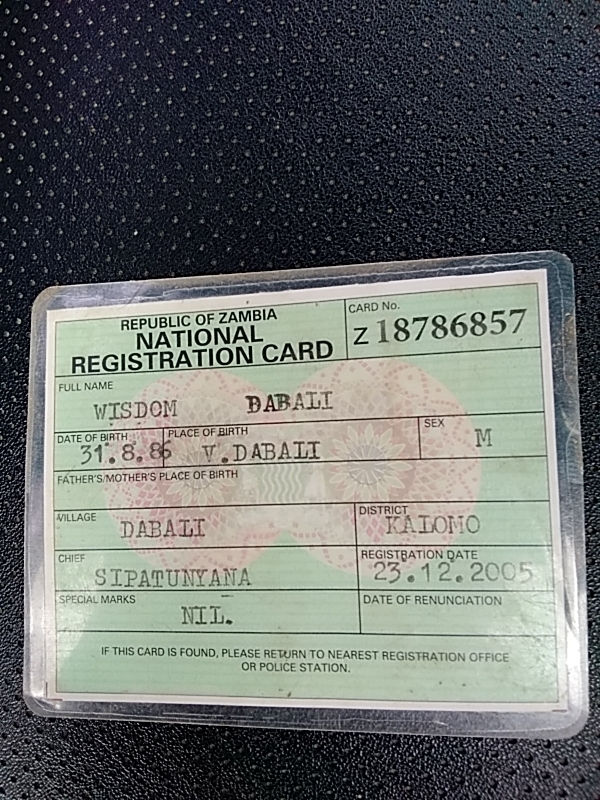 REPUBLIC OF ZAMBIA
NATIONAL
REGISTRATION CARD
CARD No.
Z 18786857
FULL NAME
WISDOM DABALI
DATE OF BIRTH
31.8.86
PLACE OF BIRTH
V.DABALI
SEX
M
FATHER'S/MOTHER'S PLACE OF BIRTH
VILLAGE
DABALI
DISTRICT
KALOMO
CHIEF
SIPATUNYANA
REGISTRATION DATE
23.12.2005
SPECIAL MARKS
NIL.
DATE OF RENUNCIATION
IF THIS CARD IS FOUND, PLEASE RETURN TO NEAREST REGISTRATION OFFICE
OR POLICE STATION.